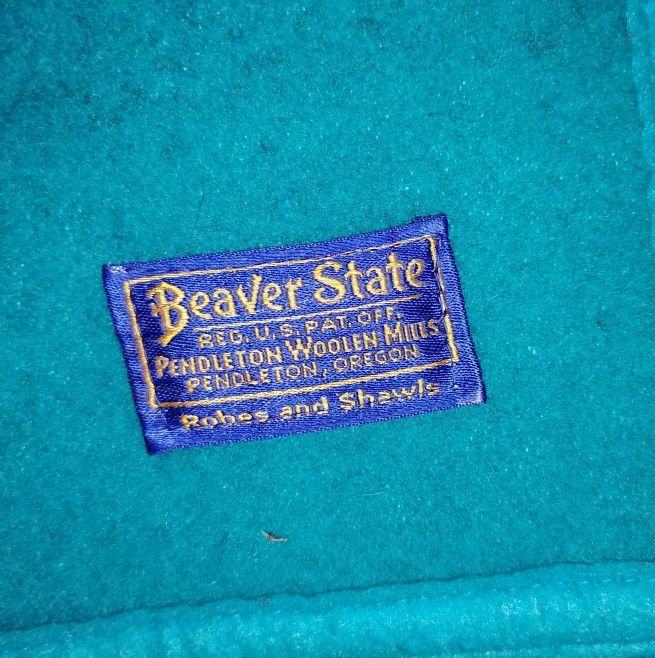 Beaver State
REG. U.S. PAT. OFF.
PENDLETON WOOLEN MILLS
PENDLETON, OREGON
Robes and Shawls